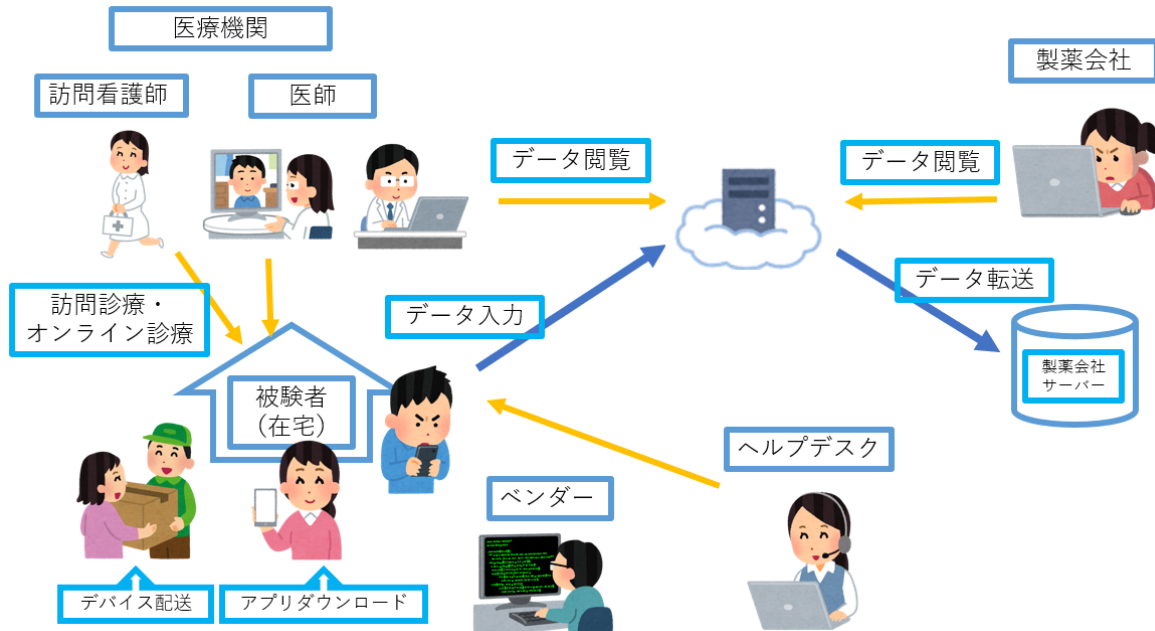 医療機関
訪問看護師
医師
製薬会社
データ閲覧
データ閲覧
訪問診療・
オンライン診療
データ入力
データ転送
製薬会社
サーバー
被験者
(在宅)
ヘルプデスク
ベンダー
デバイス配送
アプリダウンロード